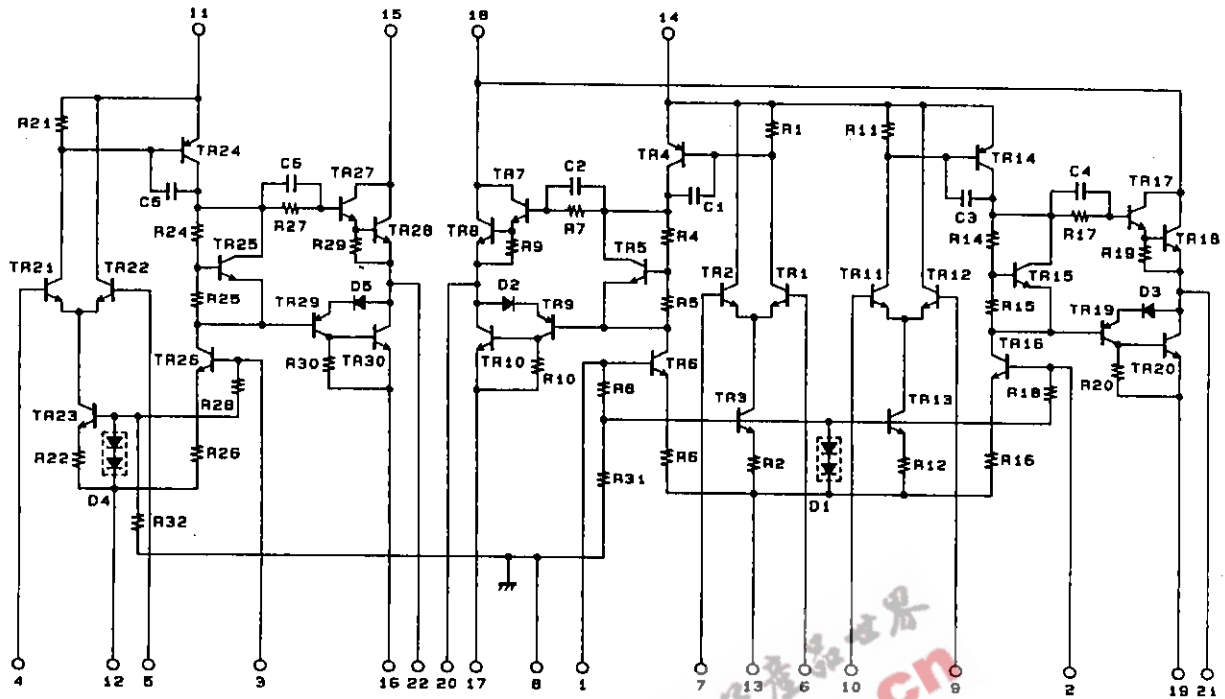 11 15 18 14
R21 TR24 C6 TR27 TR7 C2 TR4 R1 R11 TR14 C4 TR17
C5 R27 C1 C3
R24 TR25 R29 TR28 TR8 R9 R7 TR5 R4 R14 TR15 R17 R19 TR18
TR21 TR22 R25 TR29 D5 D2 TR9 R5 TR2 TR1 TR11 TR12 R15 TR19 D3
TR26 R30 TR30 TR10 R10 TR6 TR16 R20 TR20
R28 R8 R18
TR23 TR3 TR13
R22 R26 R31 R6 R2 R12 R16
D4 R32 D1
4 12 5 3 16 22 20 17 8 1 7 13 6 10 9 2 19 21
世界
cn